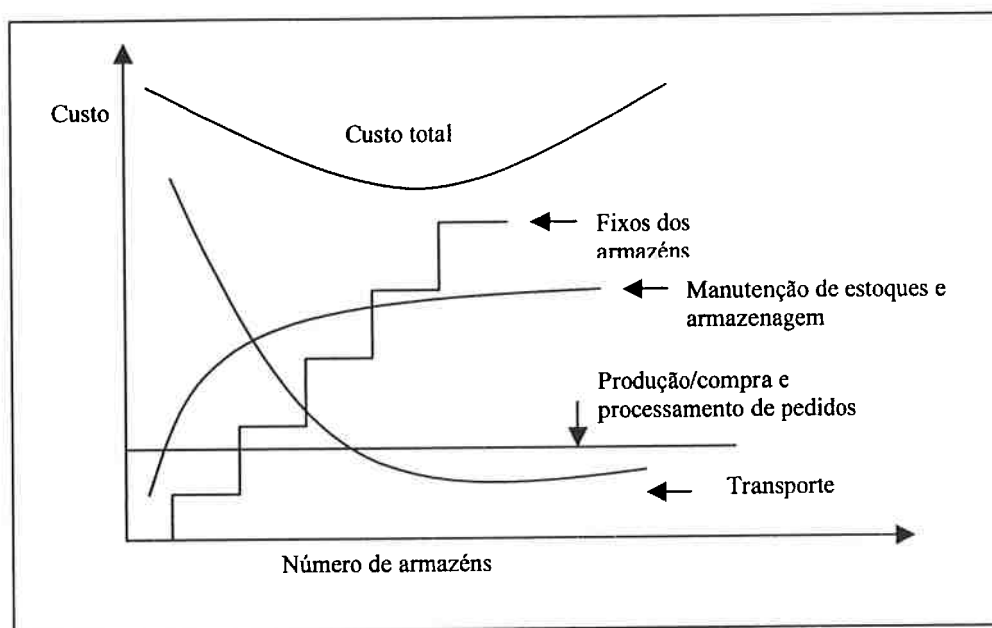 Custo
Custo total
Fixos dos
armazéns
Manutenção de estoques e
armazenagem
Produção/compra e
processamento de pedidos
Transporte
Número de armazéns